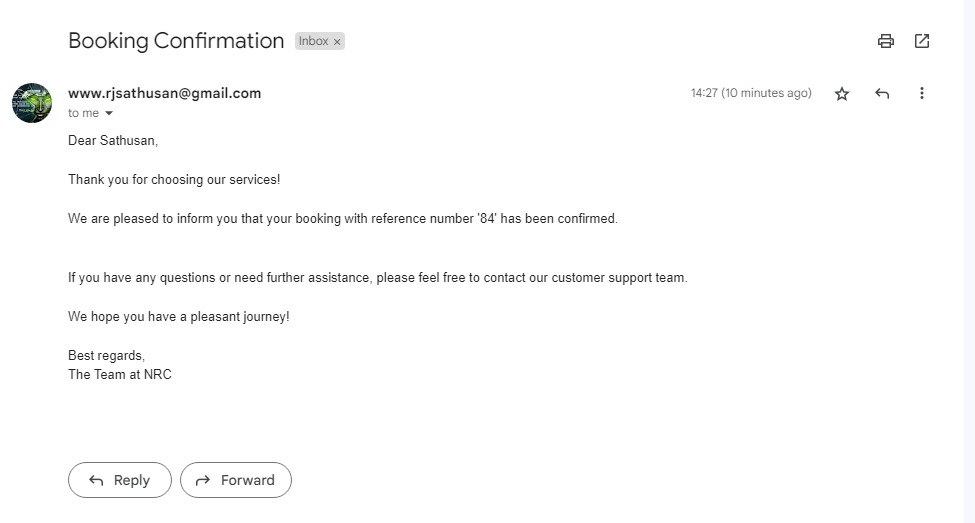 Booking Confirmation Inbox x
www.rjsathusan@gmail.com 14:27 (10 minutes ago)
to me
Dear Sathusan,
Thank you for choosing our services!
We are pleased to inform you that your booking with reference number '84' has been confirmed.
If you have any questions or need further assistance, please feel free to contact our customer support team.
We hope you have a pleasant journey!
Best regards,
The Team at NRC
Reply Forward